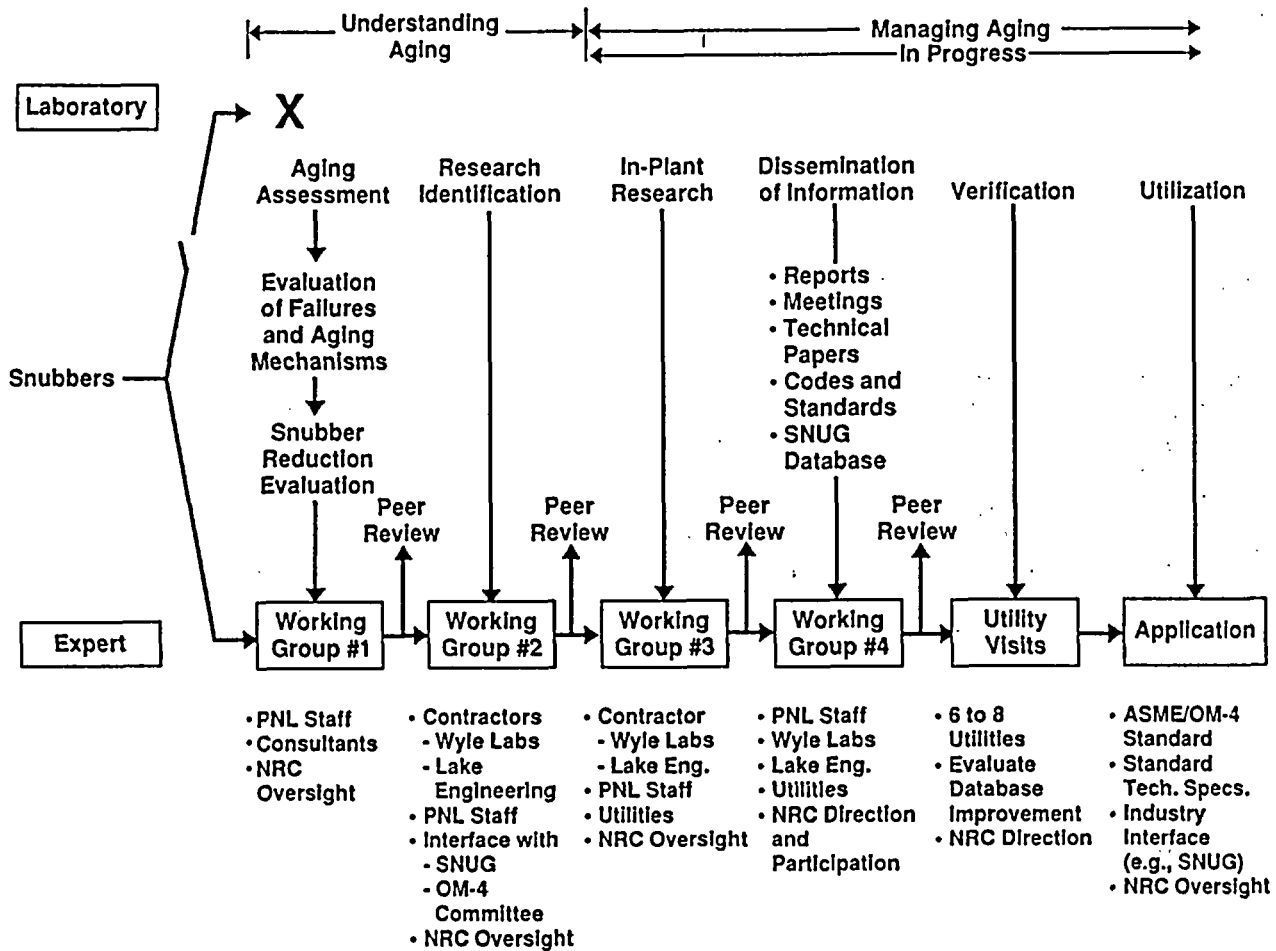 Understanding
Aging
Managing Aging
In Progress
Laboratory
X
Aging
Assessment
Research
Identification
In-Plant
Research
Dissemination
of Information
Verification
Utilization
Evaluation
of Failures
and Aging
Mechanisms
• Reports
• Meetings
• Technical
Papers
• Codes and
Standards
• SNUG
Database
Snubbers
Snubber
Reduction
Evaluation
Peer
Review
Peer
Review
Peer
Review
Peer
Review
Expert
Working
Group #1
Working
Group #2
Working
Group #3
Working
Group #4
Utility
Visits
Application
• PNL Staff
• Consultants
• NRC
Oversight
• Contractors
- Wyle Labs
- Lake
Engineering
• PNL Staff
• Interface with
- SNUG
- OM-4
Committee
• NRC Oversight
• Contractor
- Wyle Labs
- Lake Eng.
• PNL Staff
• Utilities
• NRC Oversight
• PNL Staff
• Wyle Labs
• Lake Eng.
• Utilities
• NRC Direction
and
Participation
• 6 to 8
Utilities
• Evaluate
Database
Improvement
• NRC Direction
• ASME/OM-4
Standard
• Standard
Tech. Specs.
• Industry
Interface
(e.g., SNUG)
• NRC Oversight